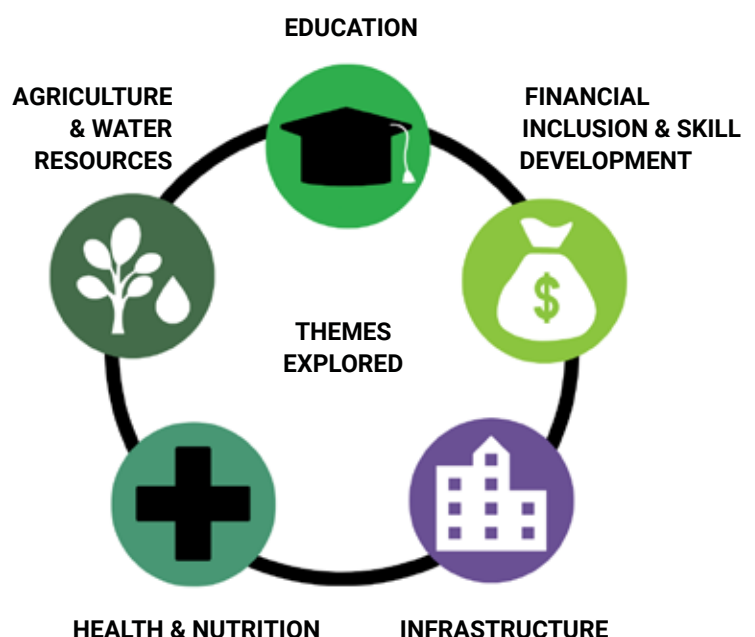 EDUCATION
AGRICULTURE
& WATER
RESOURCES
FINANCIAL
INCLUSION & SKILL
DEVELOPMENT
$
THEMES
EXPLORED
HEALTH & NUTRITION
INFRASTRUCTURE